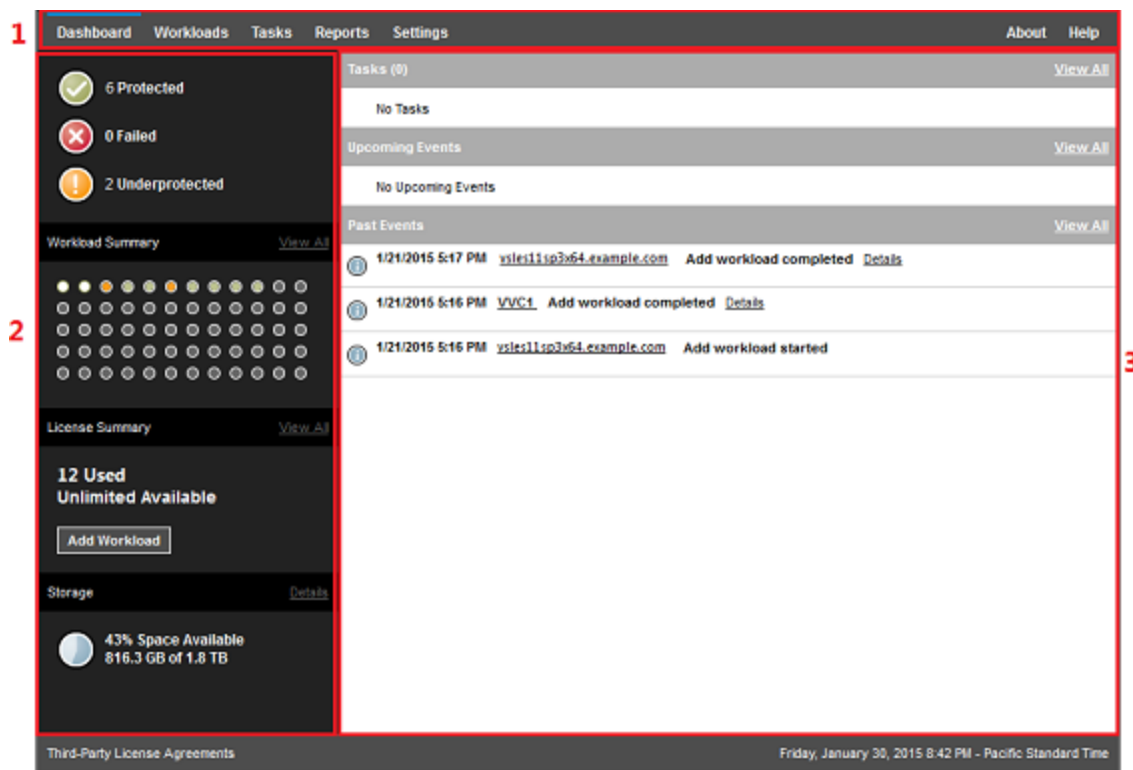 1
Dashboard Workloads Tasks Reports Settings About Help
6 Protected
0 Failed
2 Underprotected
Workload Summary View All
License Summary View All
12 Used
Unlimited Available
Add Workload
Storage Details
43% Space Available
816.3 GB of 1.8 TB
2
Tasks (0) View All
No Tasks
Upcoming Events View All
No Upcoming Events
Past Events View All
1/21/2015 5:17 PM vsles11sp3x64.example.com Add workload completed Details
1/21/2015 5:16 PM VVC1 Add workload completed Details
1/21/2015 5:16 PM vsles11sp3x64.example.com Add workload started
3
Third-Party License Agreements Friday, January 30, 2015 8:42 PM - Pacific Standard Time